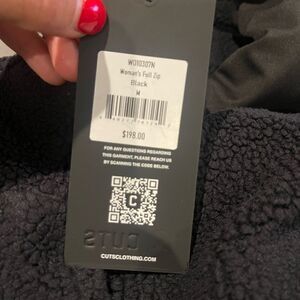 WO10307N
Women's Full Zip
Black
M
$198.00
FOR ANY QUESTIONS REGARDING
THIS GARMENT, PLEASE REACH US
BY SCANNING THE CODE BELOW.
C
CUTS
CUTSCLOTHING.COM